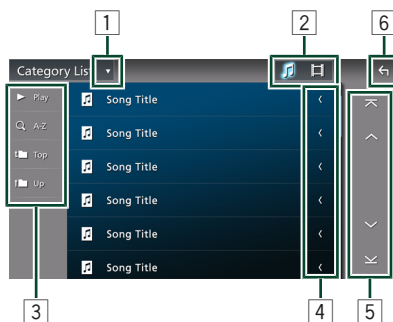 1
2
6
Category List
Play
A-Z
Top
Up
Song Title
Song Title
Song Title
Song Title
Song Title
Song Title
3
4
5